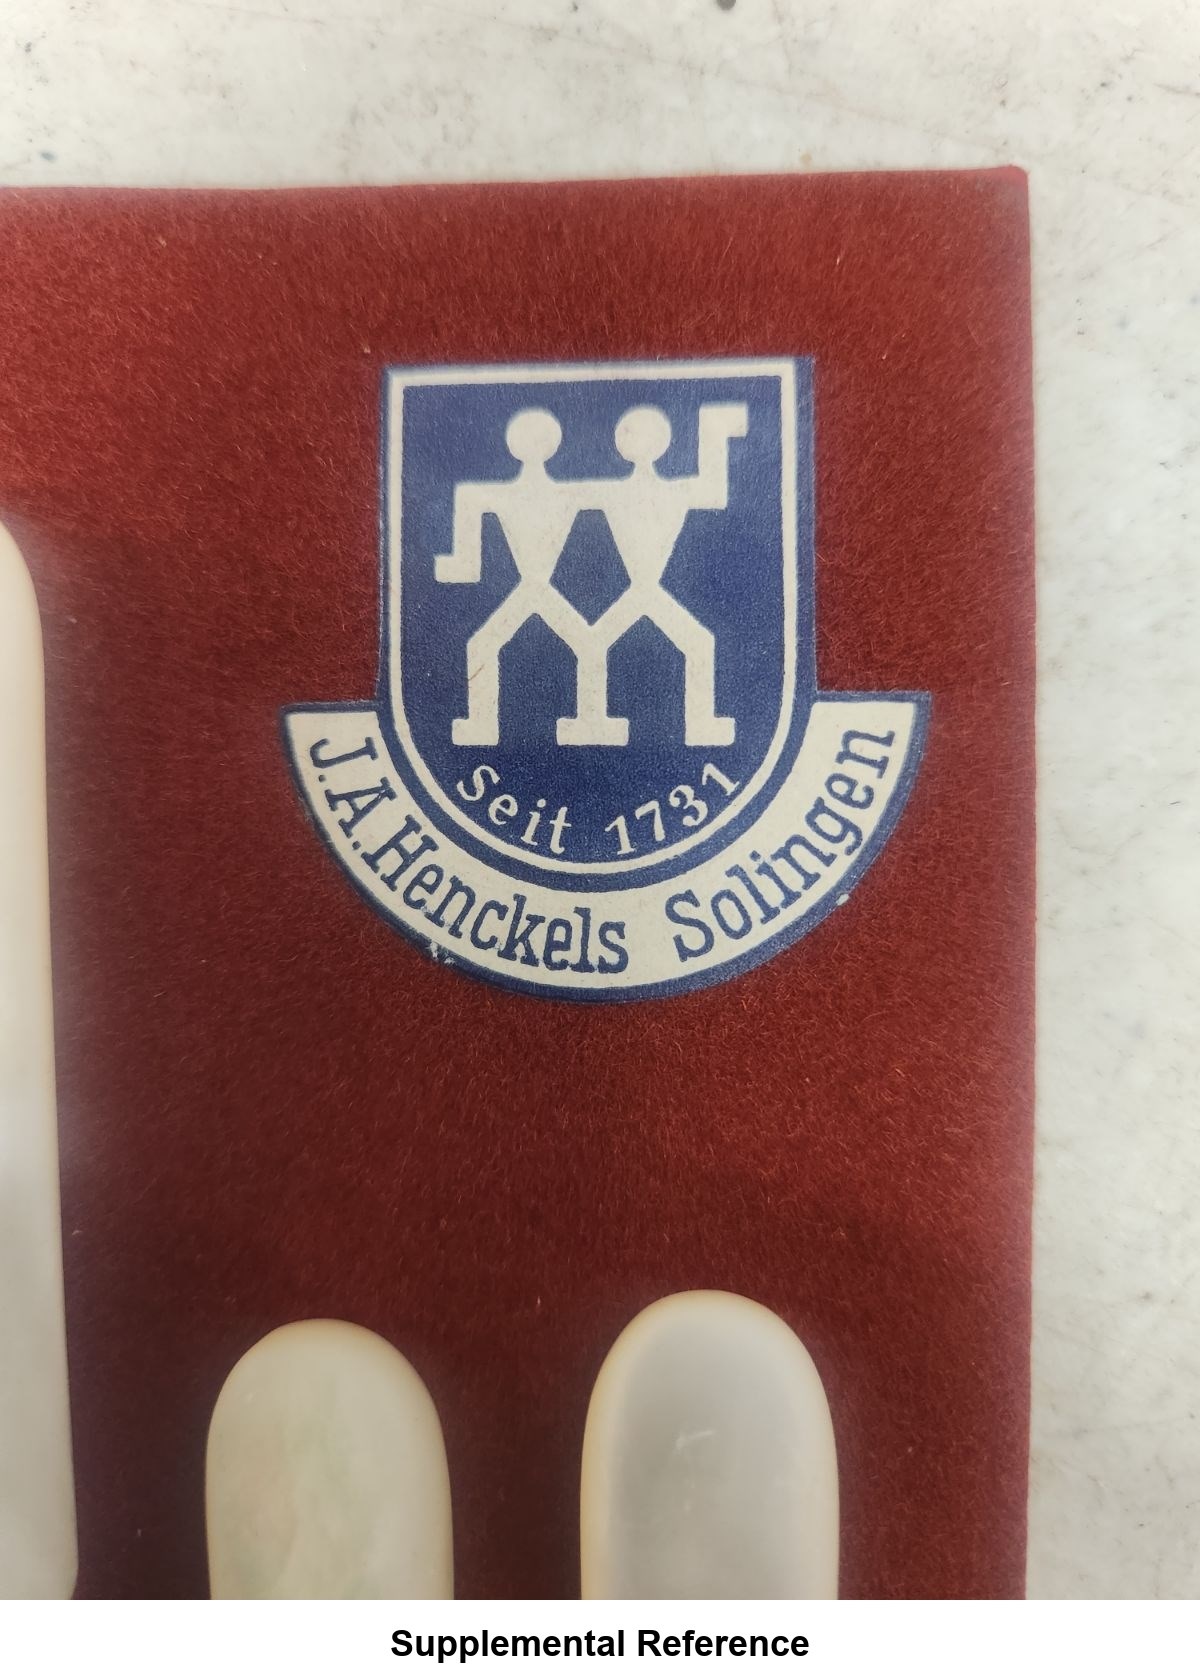 Seit 1731
J.A.Henckels Solingen
Supplemental Reference